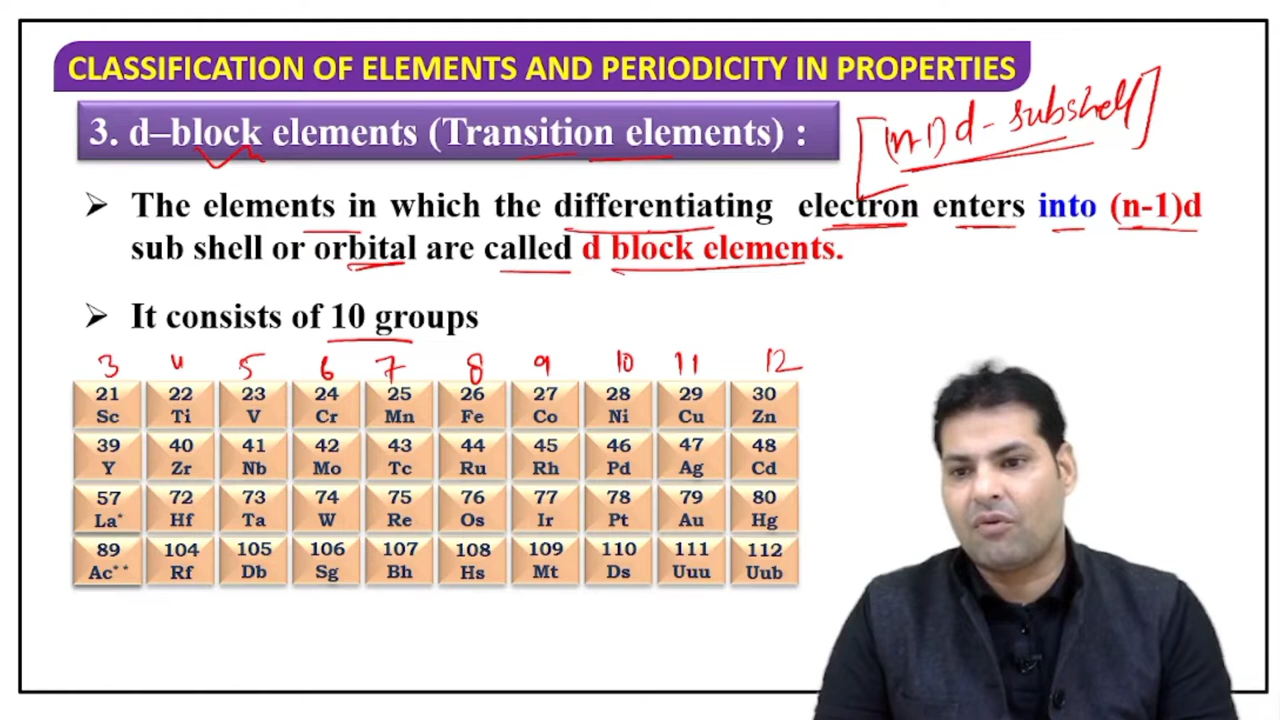 CLASSIFICATION OF ELEMENTS AND PERIODICITY IN PROPERTIES
3. d–block elements (Transition elements) :
[(n-1)d - subshell]
➢ The elements in which the differentiating electron enters into (n-1)d
sub shell or orbital are called d block elements.
➢ It consists of 10 groups
3 4 5 6 7 8 9 10 11 12
21 22 23 24 25 26 27 28 29 30
Sc Ti V Cr Mn Fe Co Ni Cu Zn
39 40 41 42 43 44 45 46 47 48
Y Zr Nb Mo Tc Ru Rh Pd Ag Cd
57 72 73 74 75 76 77 78 79 80
La* Hf Ta W Re Os Ir Pt Au Hg
89 104 105 106 107 108 109 110 111 112
Ac** Rf Db Sg Bh Hs Mt Ds Uuu Uub